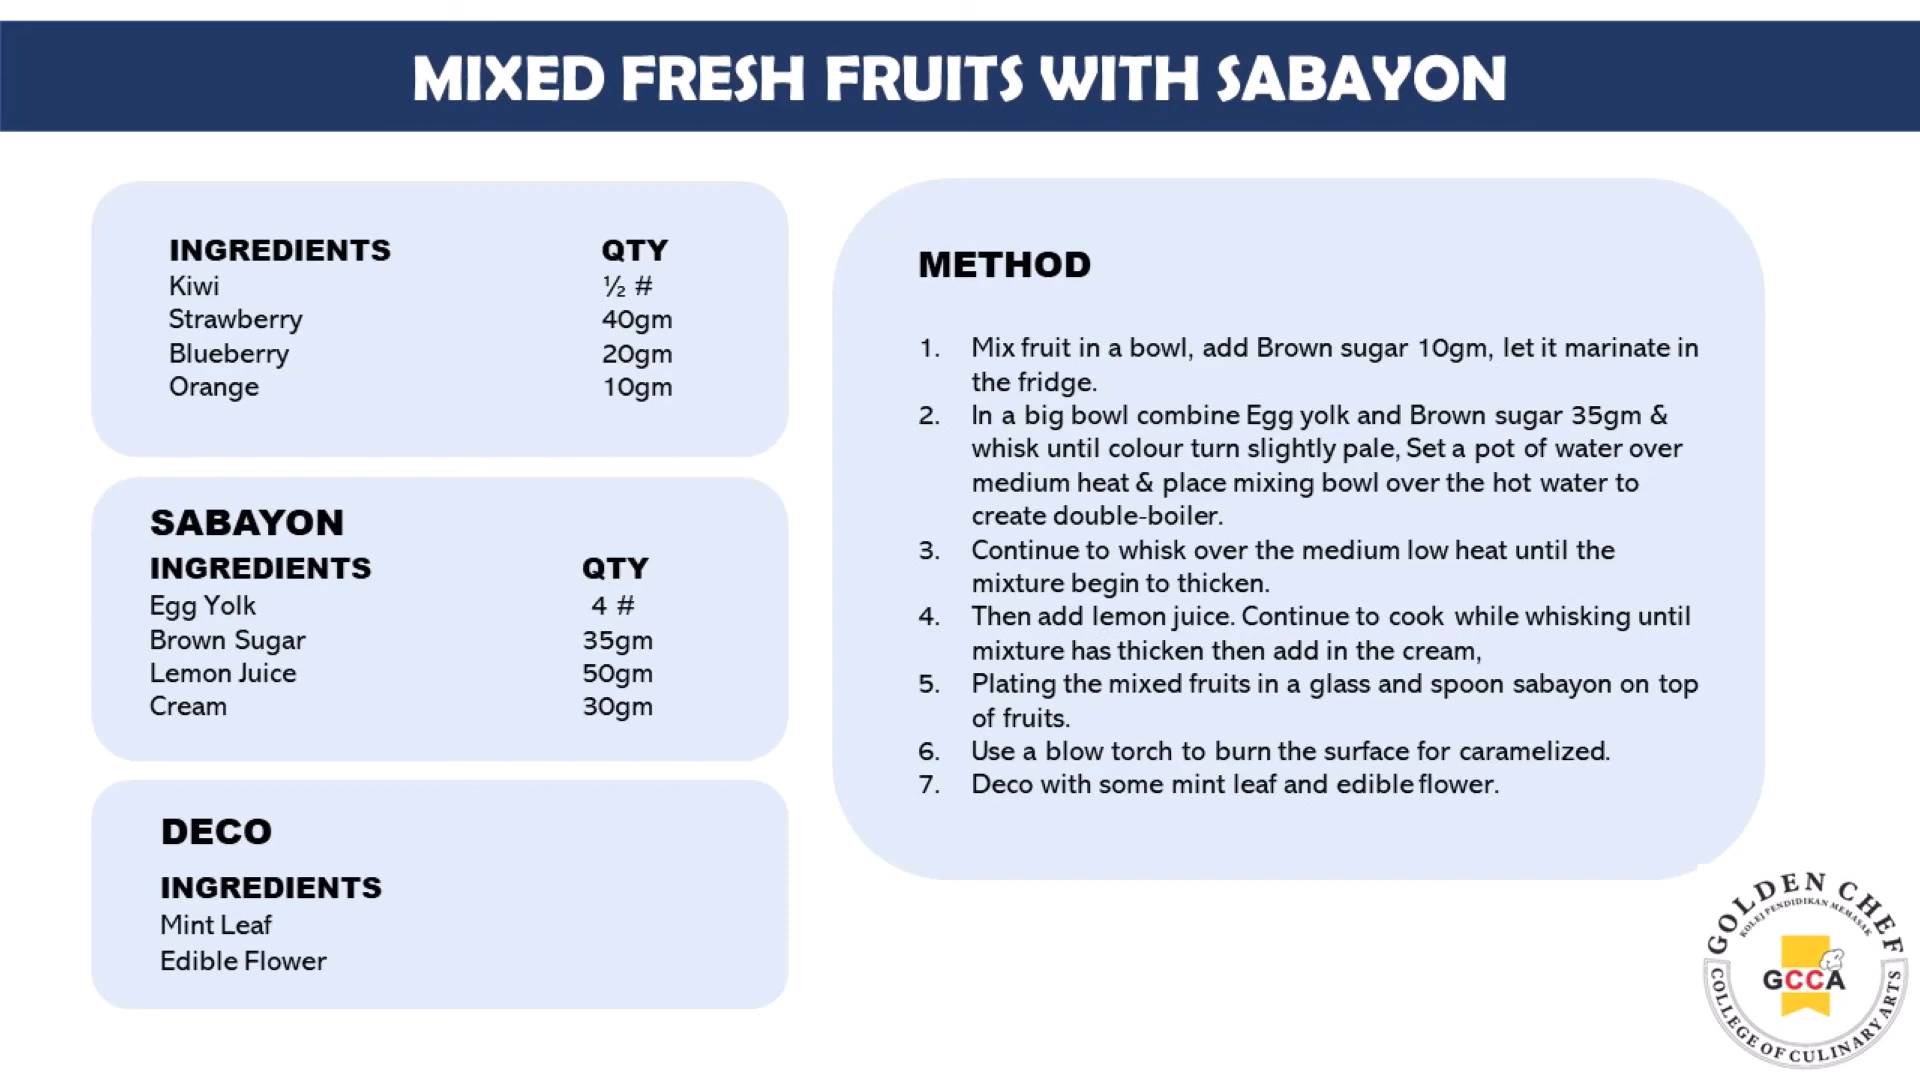 MIXED FRESH FRUITS WITH SABAYON
INGREDIENTS QTY
Kiwi ½ #
Strawberry 40gm
Blueberry 20gm
Orange 10gm
SABAYON
INGREDIENTS QTY
Egg Yolk 4 #
Brown Sugar 35gm
Lemon Juice 50gm
Cream 30gm
DECO
INGREDIENTS
Mint Leaf
Edible Flower
METHOD
1. Mix fruit in a bowl, add Brown sugar 10gm, let it marinate in
the fridge.
2. In a big bowl combine Egg yolk and Brown sugar 35gm &
whisk until colour turn slightly pale, Set a pot of water over
medium heat & place mixing bowl over the hot water to
create double-boiler.
3. Continue to whisk over the medium low heat until the
mixture begin to thicken.
4. Then add lemon juice. Continue to cook while whisking until
mixture has thicken then add in the cream,
5. Plating the mixed fruits in a glass and spoon sabayon on top
of fruits.
6. Use a blow torch to burn the surface for caramelized.
7. Deco with some mint leaf and edible flower.
GOLDEN CHEF
KOLEJ PENDIDIKAN MEMASAK
GCCA
COLLEGE OF CULINARY ARTS